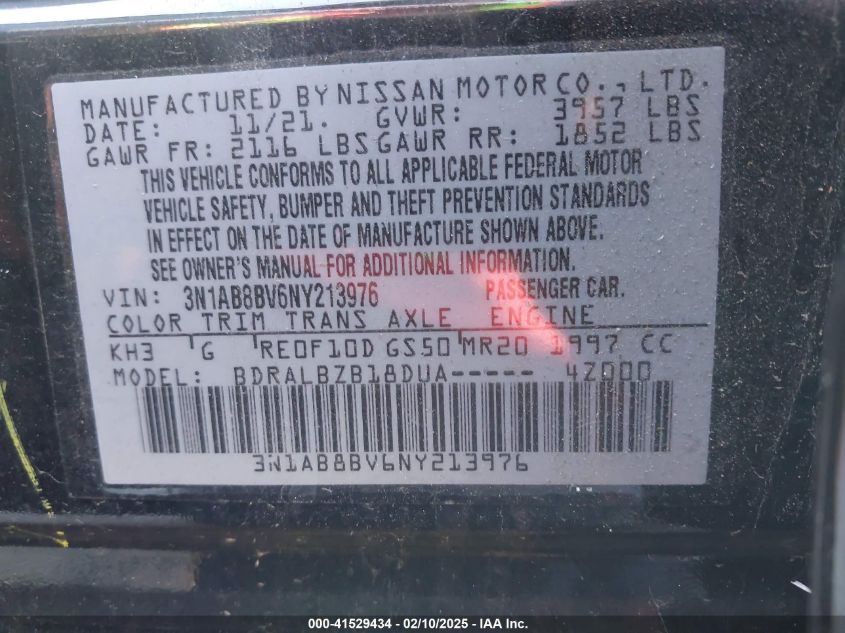 MANUFACTURED BY NISSAN MOTOR CO., LTD.
DATE: 11/21. GVWR: 3957 LBS
GAWR FR: 2116 LBS GAWR RR: 1852 LBS
THIS VEHICLE CONFORMS TO ALL APPLICABLE FEDERAL MOTOR
VEHICLE SAFETY, BUMPER AND THEFT PREVENTION STANDARDS
IN EFFECT ON THE DATE OF MANUFACTURE SHOWN ABOVE.
SEE OWNER'S MANUAL FOR ADDITIONAL INFORMATION.
VIN: 3N1AB8BV6NY213976 PASSENGER CAR.
COLOR TRIM TRANS AXLE ENGINE
KH3 G RE0F10D GS50 MR20 1997 CC
MODEL: BDRALBZB18DUA----- 4Z000
3N1AB8BV6NY213976
000-41529434 - 02/10/2025 - IAA Inc.